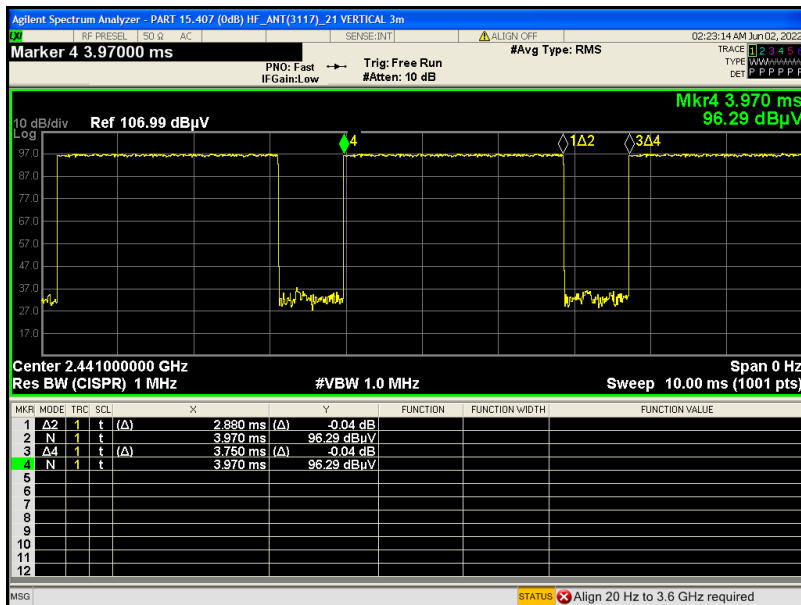 Agilent Spectrum Analyzer - PART 15.407 (0dB) HF_ANT(3117)_21 VERTICAL 3m
LXI RF PRESEL 50 Ω AC SENSE:INT ALIGN OFF 02:23:14 AM Jun 02, 2022
Marker 4 3.97000 ms #Avg Type: RMS TRACE 1 2 3 4 5 6
PNO: Fast Trig: Free Run TYPE WWWWWW
IFGain:Low #Atten: 10 dB DET P P P P P
Mkr4 3.970 ms
10 dB/div Ref 106.99 dBµV 96.29 dBµV
Log
4 1Δ2 3Δ4
97.0
87.0
77.0
67.0
57.0
47.0
37.0
27.0
17.0
Center 2.441000000 GHz Span 0 Hz
Res BW (CISPR) 1 MHz #VBW 1.0 MHz Sweep 10.00 ms (1001 pts)
MKR MODE TRC SCL X Y FUNCTION FUNCTION WIDTH FUNCTION VALUE
1 Δ2 1 t (Δ) 2.880 ms (Δ) -0.04 dB
2 N 1 t 3.970 ms 96.29 dBµV
3 Δ4 1 t (Δ) 3.750 ms (Δ) -0.04 dB
4 N 1 t 3.970 ms 96.29 dBµV
5
6
7
8
9
10
11
12
MSG STATUS Align 20 Hz to 3.6 GHz required